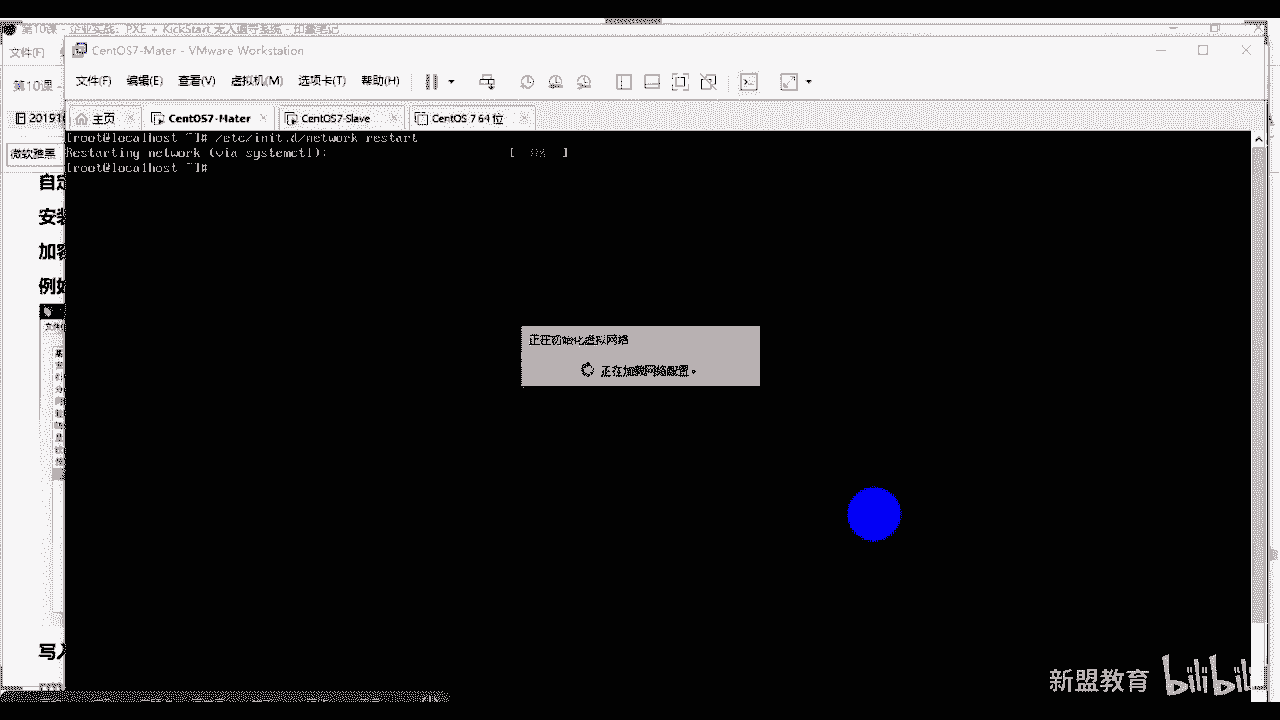 第10课 - 企业实战：PXE + KickStart 无人值守系统 - 印象笔记
文件(F)
CentOS7-Mater - VMware Workstation
文件(F) 编辑(E) 查看(V) 虚拟机(M) 选项卡(T) 帮助(H)
第10课 -
20191 主页 CentOS7-Mater CentOS7-Slave CentOS 7 64 位
[root@localhost ~]# /etc/init.d/network restart
微软雅黑
Restarting network (via systemctl): [ OK ]
[root@localhost ~]#
自定
安装
例如
正在初始化虚拟网络
正在加载网络配置。
写入
新盟教育 bilibili